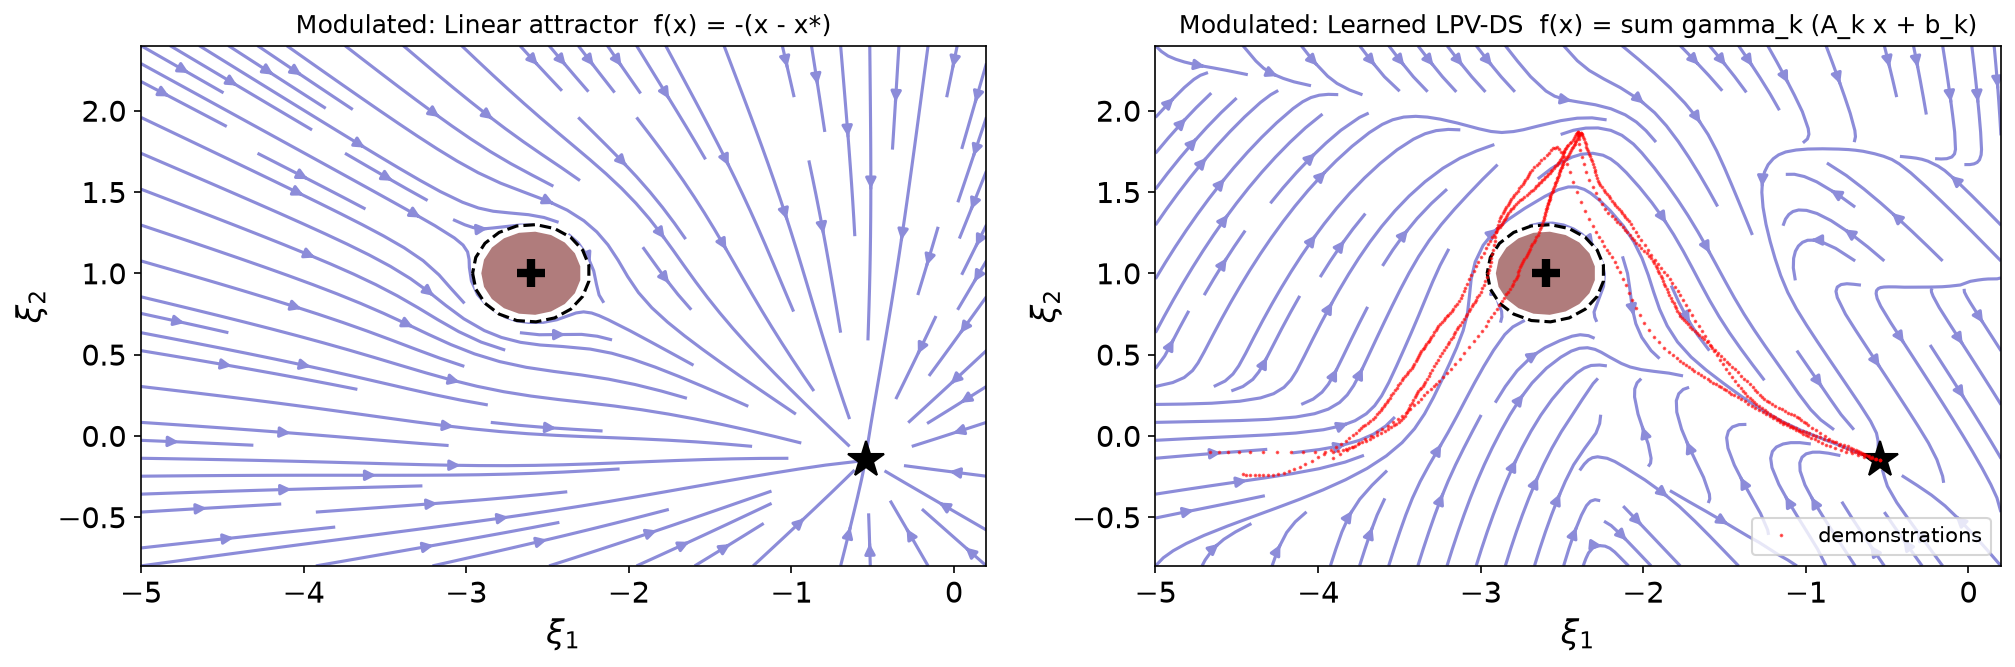 Modulated: Linear attractor  f(x) = -(x - x*)
2.0
1.5
1.0
0.5
0.0
−0.5
ξ2
−5 −4 −3 −2 −1 0
ξ1
Modulated: Learned LPV-DS  f(x) = sum gamma_k (A_k x + b_k)
2.0
1.5
1.0
0.5
0.0
−0.5
ξ2
demonstrations
−5 −4 −3 −2 −1 0
ξ1